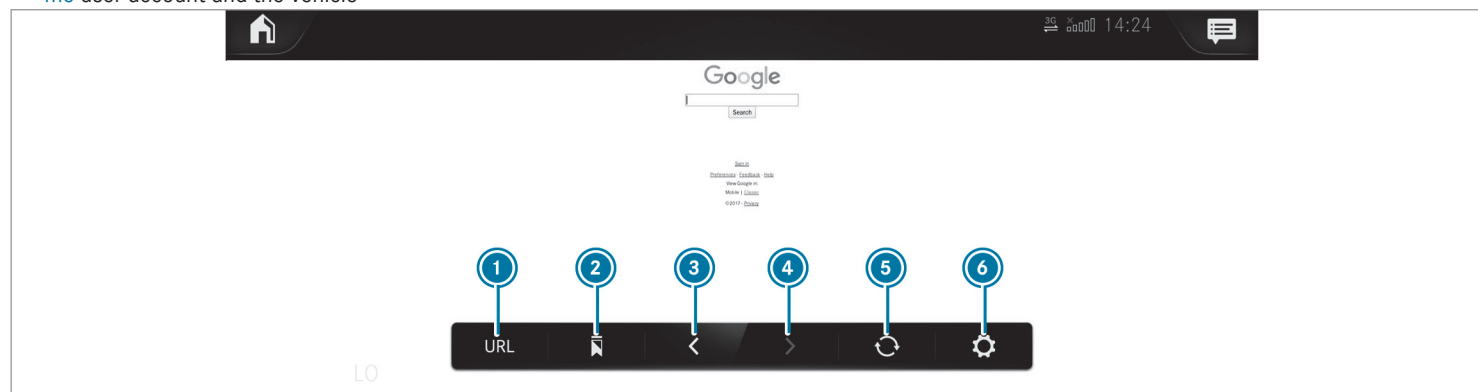 me user account and the vehicle
3G 14:24
Google
Search
Sign in
Preferences - Feedback - Help
View Google in:
Mobile | Classic
©2017 - Privacy
1 2 3 4 5 6
URL
LO